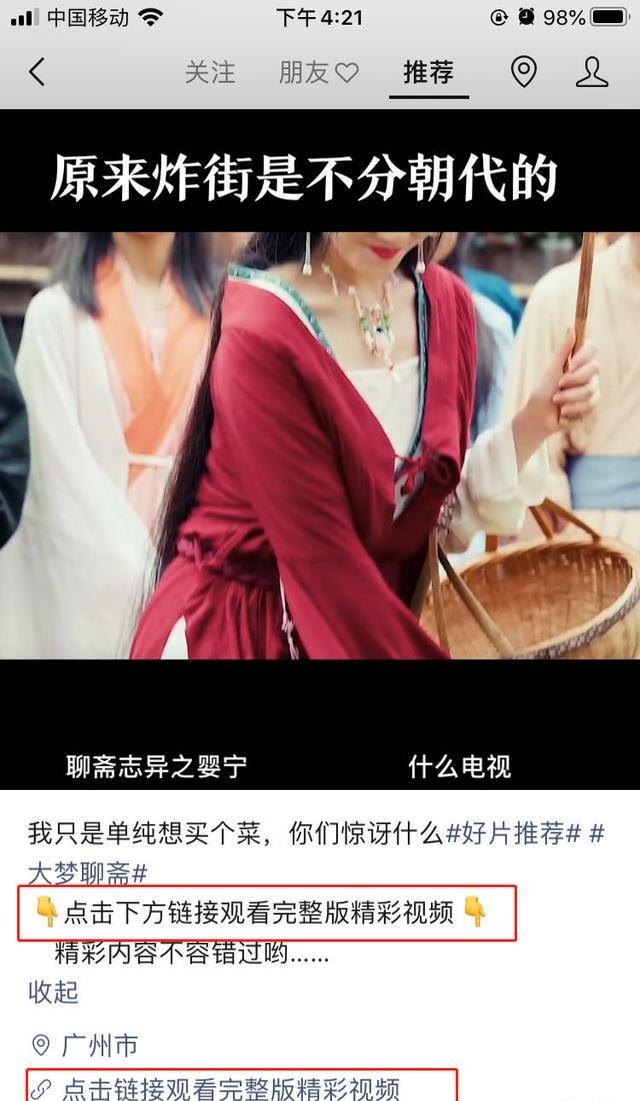 中国移动 下午4:21 98%
关注 朋友 推荐
原来炸街是不分朝代的
聊斋志异之婴宁 什么电视
我只是单纯想买个菜，你们惊讶什么#好片推荐# #
大梦聊斋#
👇点击下方链接观看完整版精彩视频👇
精彩内容不容错过哟......
收起
广州市
点击链接观看完整版精彩视频